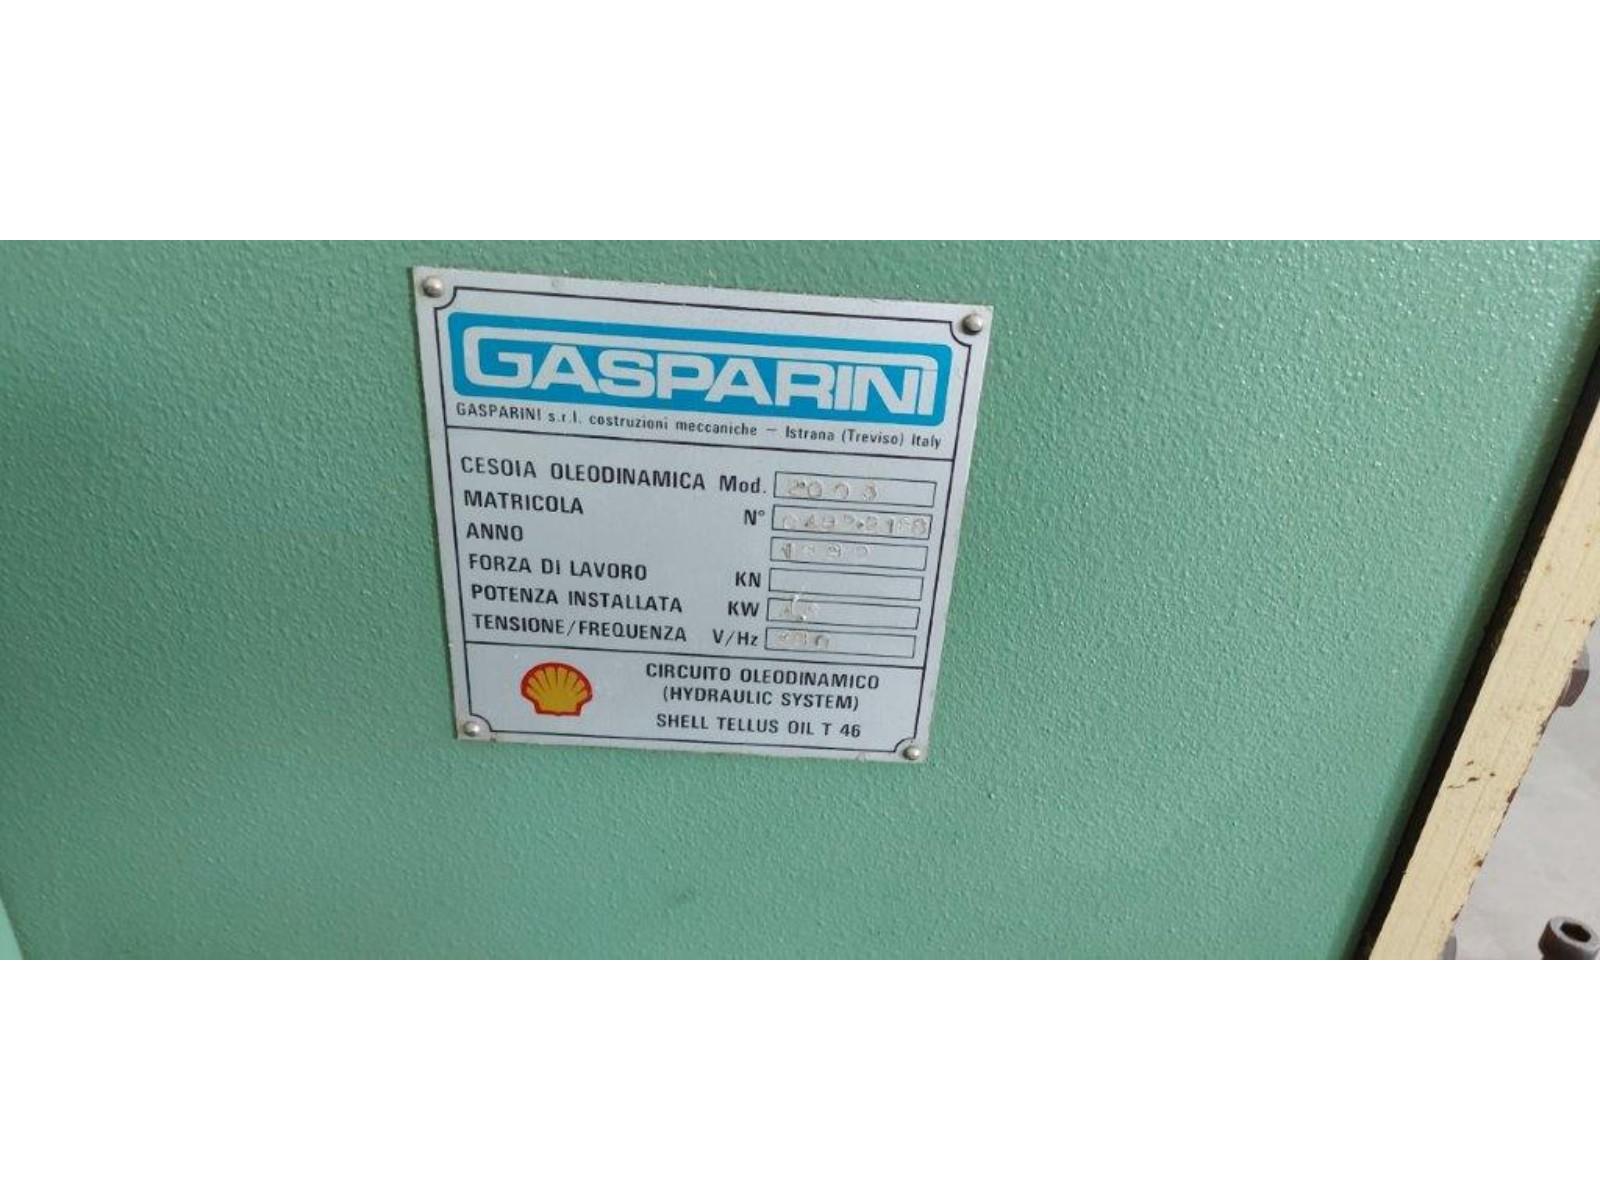 GASPARINI
GASPARINI s.r.l. costruzioni meccaniche — Istrana (Treviso) Italy
CESOIA OLEODINAMICA Mod.
MATRICOLA N°
ANNO
FORZA DI LAVORO KN
POTENZA INSTALLATA KW
TENSIONE/FREQUENZA V/Hz
CIRCUITO OLEODINAMICO
(HYDRAULIC SYSTEM)
SHELL TELLUS OIL T 46